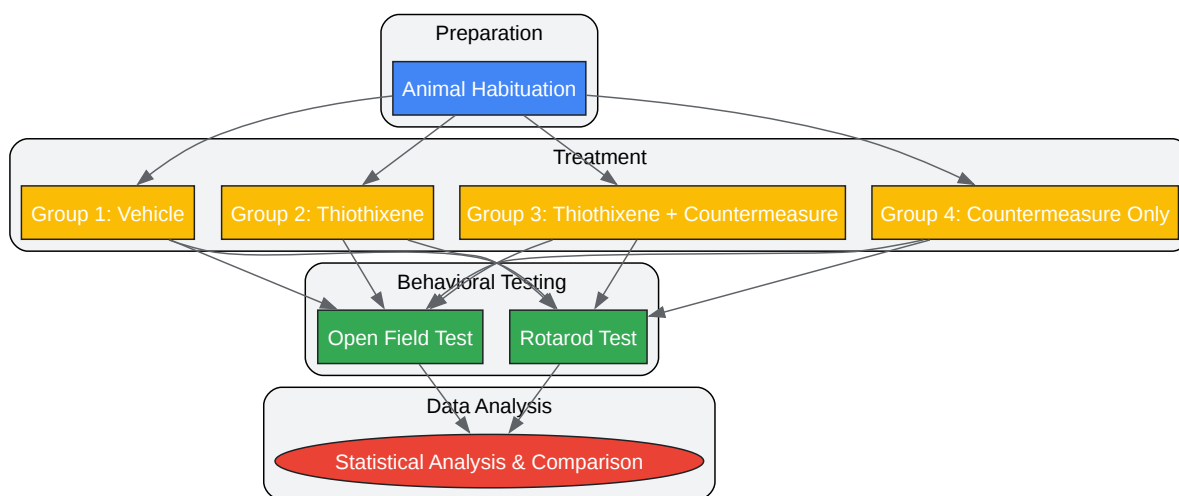 Preparation
Animal Habituation
Treatment
Group 1: Vehicle
Group 2: Thiothixene
Group 3: Thiothixene + Countermeasure
Group 4: Countermeasure Only
Behavioral Testing
Open Field Test
Rotarod Test
Data Analysis
Statistical Analysis & Comparison